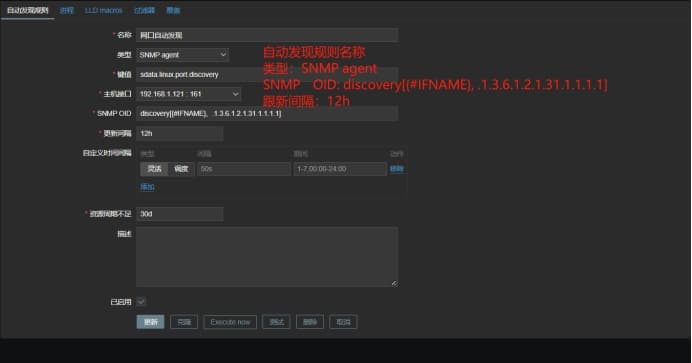 自动发现规则 进程 LLD macros 过滤器 覆盖
* 名称 网口自动发现
类型 SNMP agent
* 键值 sdata.linux.port.discovery
* 主机接口 192.168.1.121 : 161
* SNMP OID discovery[{#IFNAME}, .1.3.6.1.2.1.31.1.1.1.1]
* 更新间隔 12h
自动发现规则名称
类型：SNMP agent
SNMP OID: discovery[{#IFNAME}, .1.3.6.1.2.1.31.1.1.1.1]
跟新间隔：12h
自定义时间间隔 类型 间隔 期间 动作
灵活 调度 50s 1-7,00:00-24:00 移除
添加
* 资源周期不足 30d
描述
已启用
更新 克隆 Execute now 测试 删除 取消